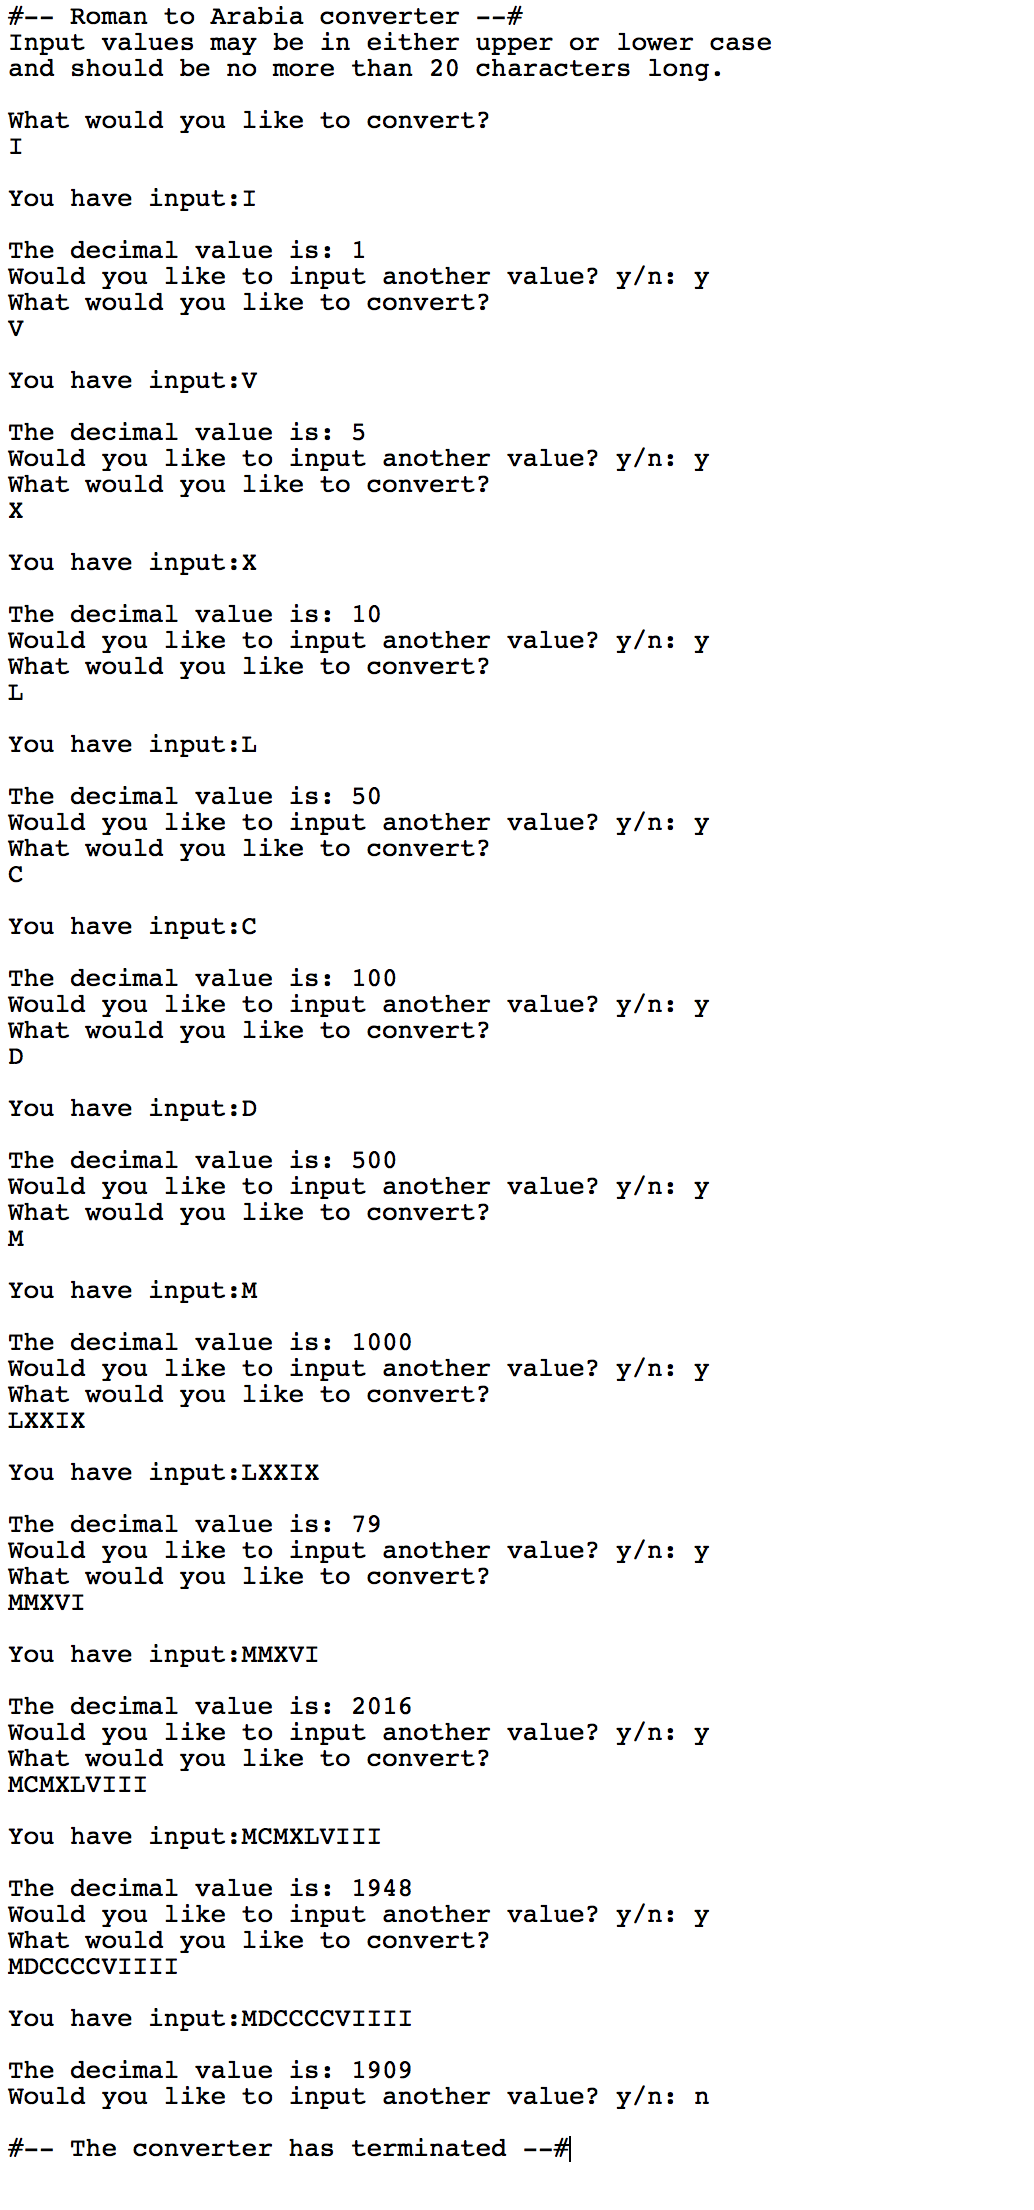 #-- Roman to Arabia converter --#
Input values may be in either upper or lower case
and should be no more than 20 characters long.
What would you like to convert?
I
You have input:I
The decimal value is: 1
Would you like to input another value? y/n: y
What would you like to convert?
V
You have input:V
The decimal value is: 5
Would you like to input another value? y/n: y
What would you like to convert?
X
You have input:X
The decimal value is: 10
Would you like to input another value? y/n: y
What would you like to convert?
L
You have input:L
The decimal value is: 50
Would you like to input another value? y/n: y
What would you like to convert?
C
You have input:C
The decimal value is: 100
Would you like to input another value? y/n: y
What would you like to convert?
D
You have input:D
The decimal value is: 500
Would you like to input another value? y/n: y
What would you like to convert?
M
You have input:M
The decimal value is: 1000
Would you like to input another value? y/n: y
What would you like to convert?
LXXIX
You have input:LXXIX
The decimal value is: 79
Would you like to input another value? y/n: y
What would you like to convert?
MMXVI
You have input:MMXVI
The decimal value is: 2016
Would you like to input another value? y/n: y
What would you like to convert?
MCMXLVIII
You have input:MCMXLVIII
The decimal value is: 1948
Would you like to input another value? y/n: y
What would you like to convert?
MDCCCCVIIII
You have input:MDCCCCVIIII
The decimal value is: 1909
Would you like to input another value? y/n: n
#-- The converter has terminated --#